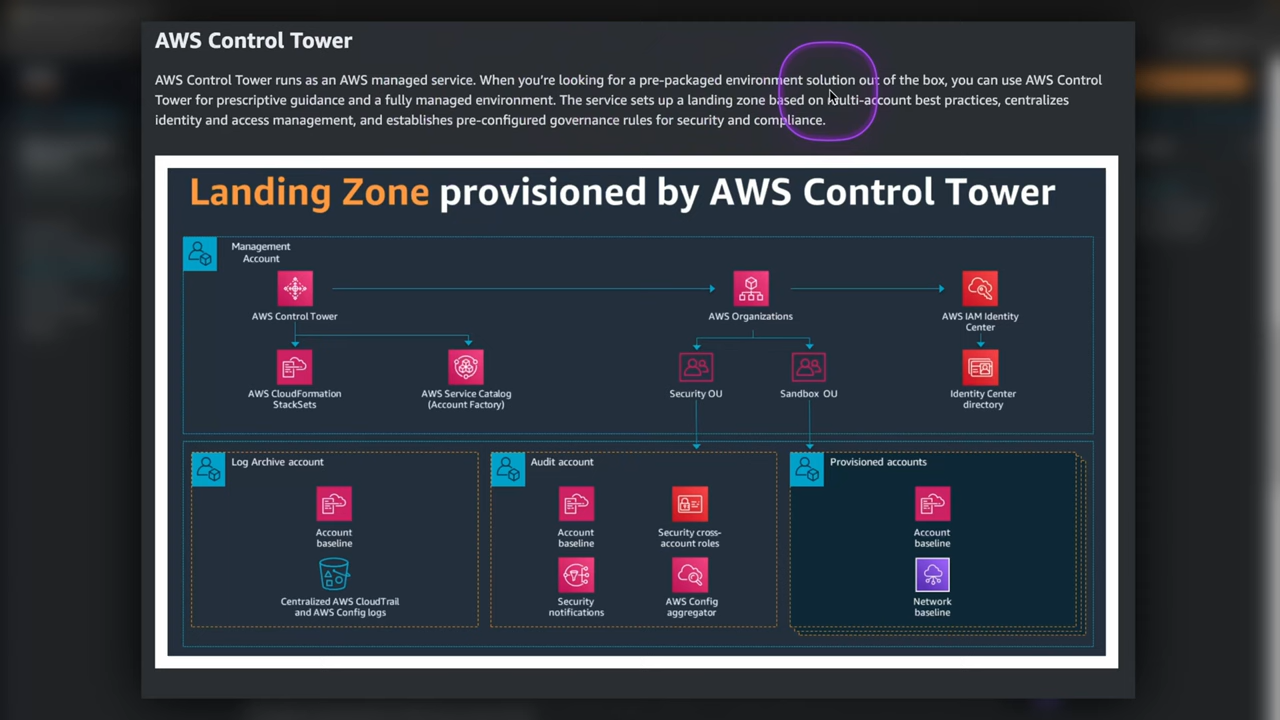 AWS Control Tower
AWS Control Tower runs as an AWS managed service. When you're looking for a pre-packaged environment solution out of the box, you can use AWS Control
Tower for prescriptive guidance and a fully managed environment. The service sets up a landing zone based on multi-account best practices, centralizes
identity and access management, and establishes pre-configured governance rules for security and compliance.
Landing Zone provisioned by AWS Control Tower
Management
Account
AWS Control Tower
AWS Organizations
AWS IAM Identity
Center
AWS CloudFormation
StackSets
AWS Service Catalog
(Account Factory)
Security OU
Sandbox OU
Identity Center
directory
Log Archive account
Account
baseline
Centralized AWS CloudTrail
and AWS Config logs
Audit account
Account
baseline
Security cross-
account roles
Security
notifications
AWS Config
aggregator
Provisioned accounts
Account
baseline
Network
baseline